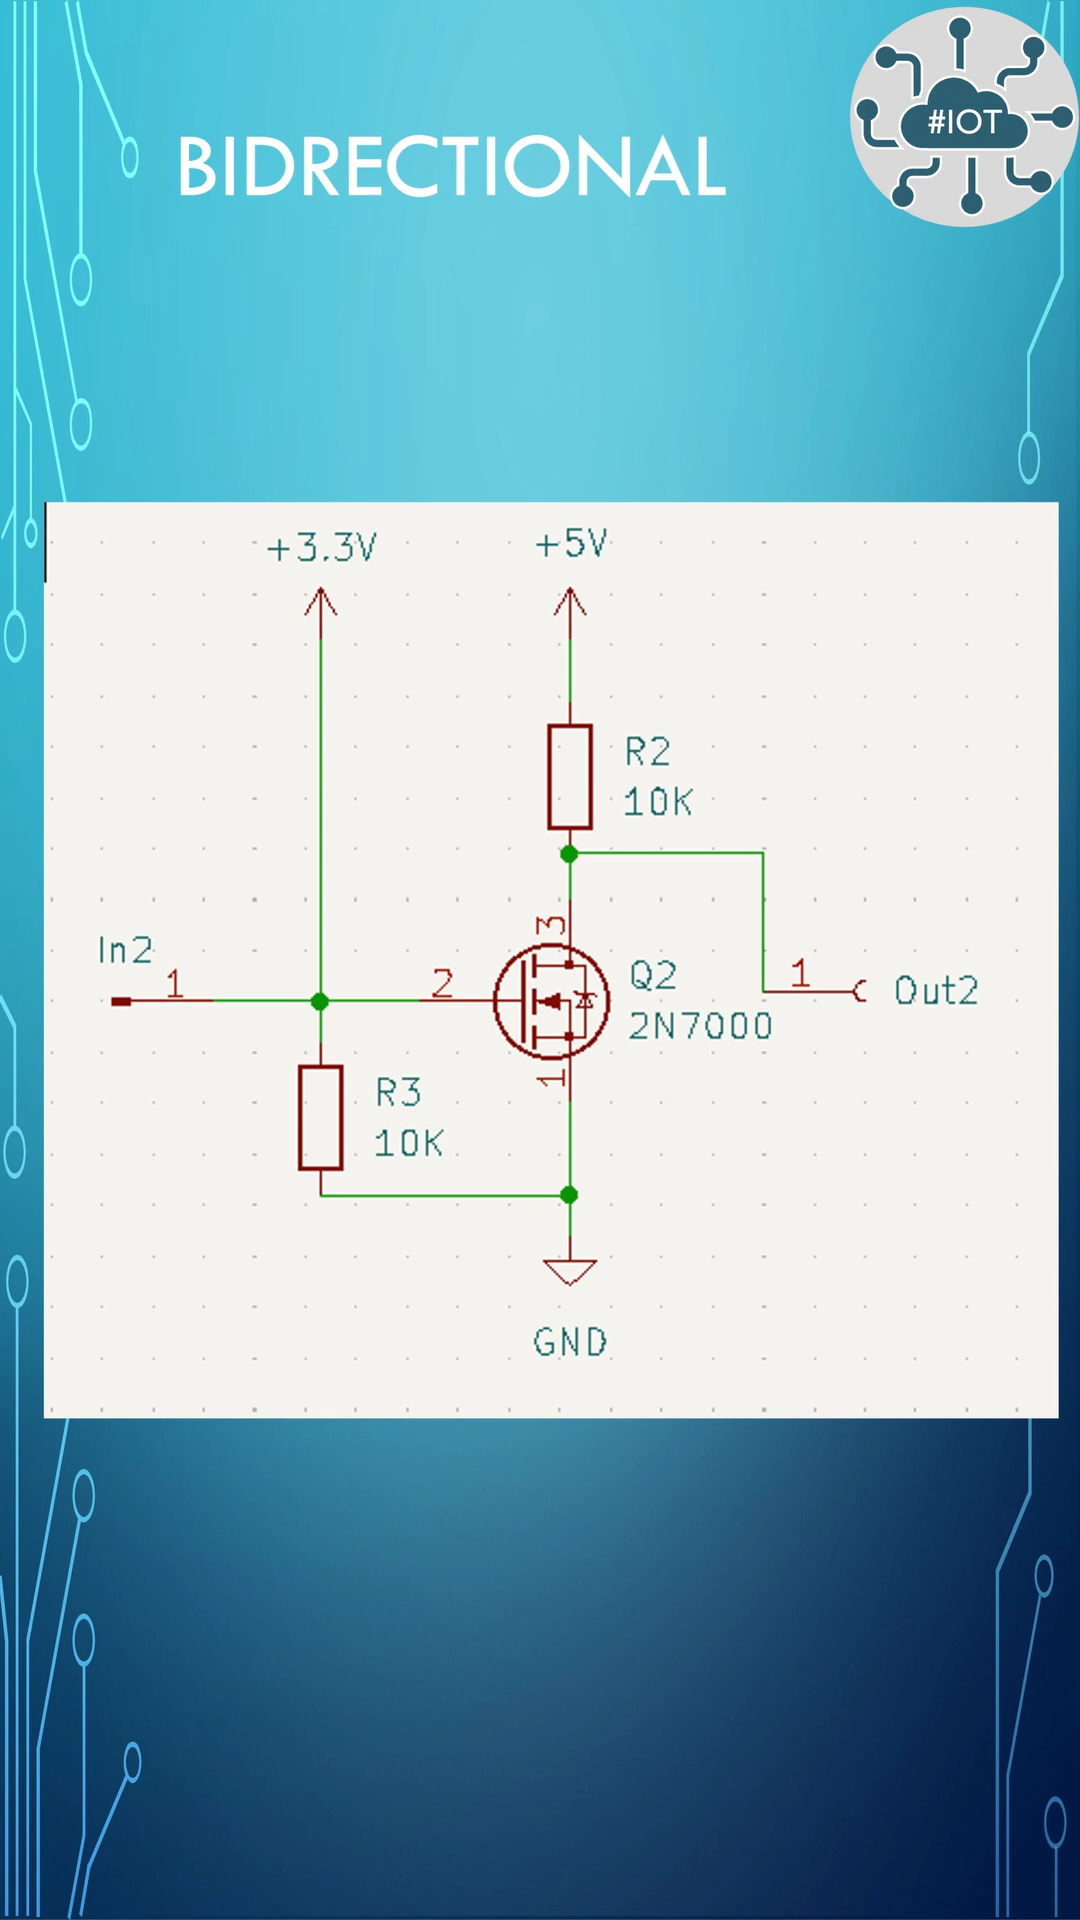 #IOT
BIDRECTIONAL
+3.3V
+5V
R2
10K
3
In2
1
2
Q2
2N7000
1
Out2
1
R3
10K
GND